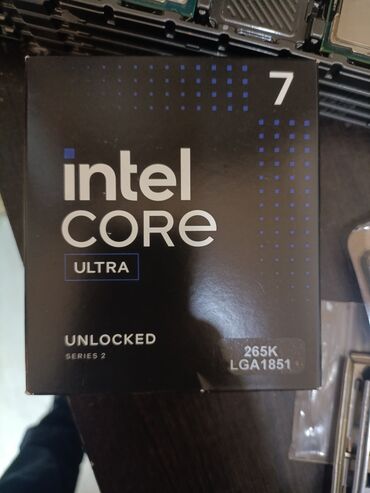 7
intel
CORE
ULTRA
UNLOCKED
SERIES 2
265K
LGA1851